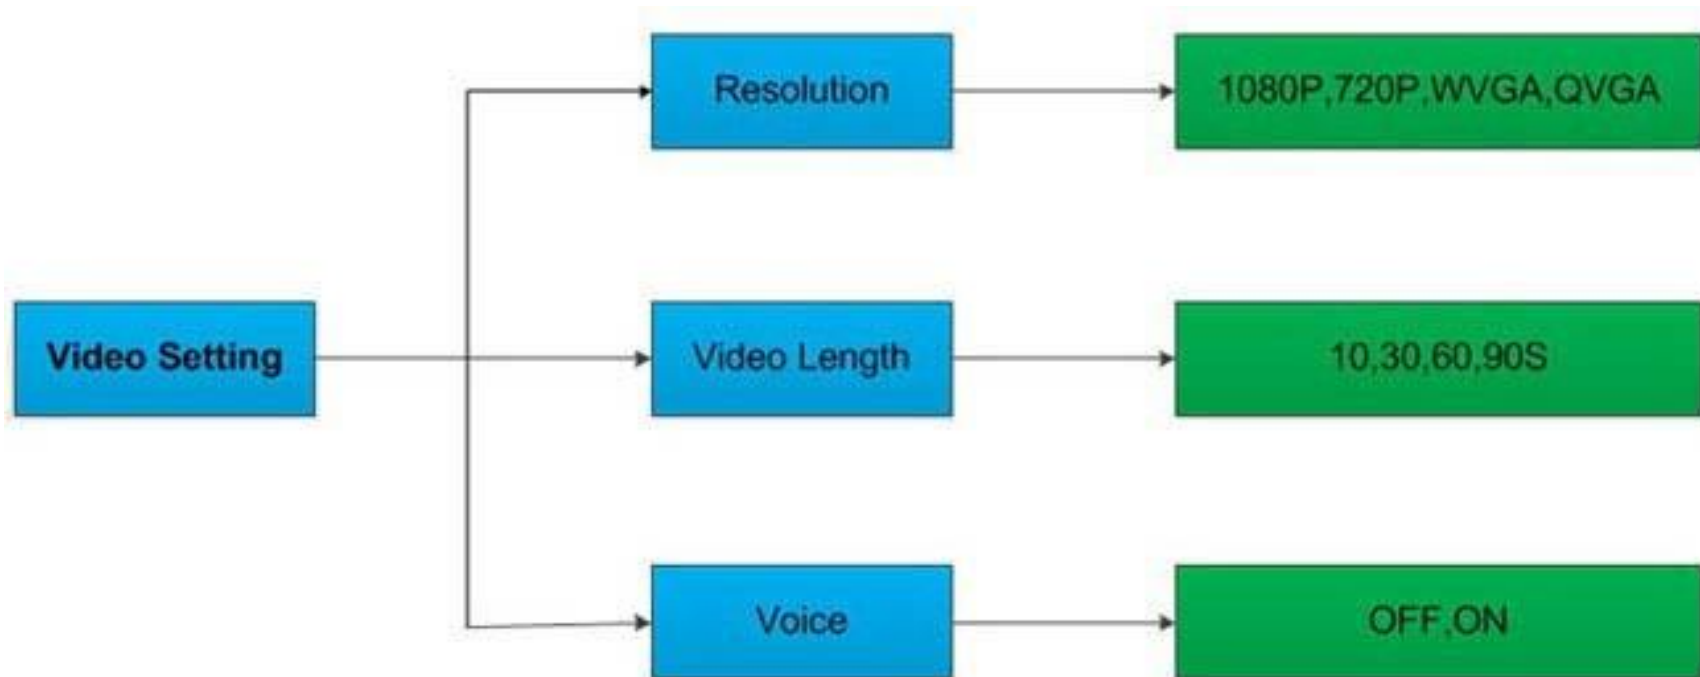 Resolution
1080P,720P,WVGA,QVGA
Video Setting
Video Length
10,30,60,90S
Voice
OFF,ON